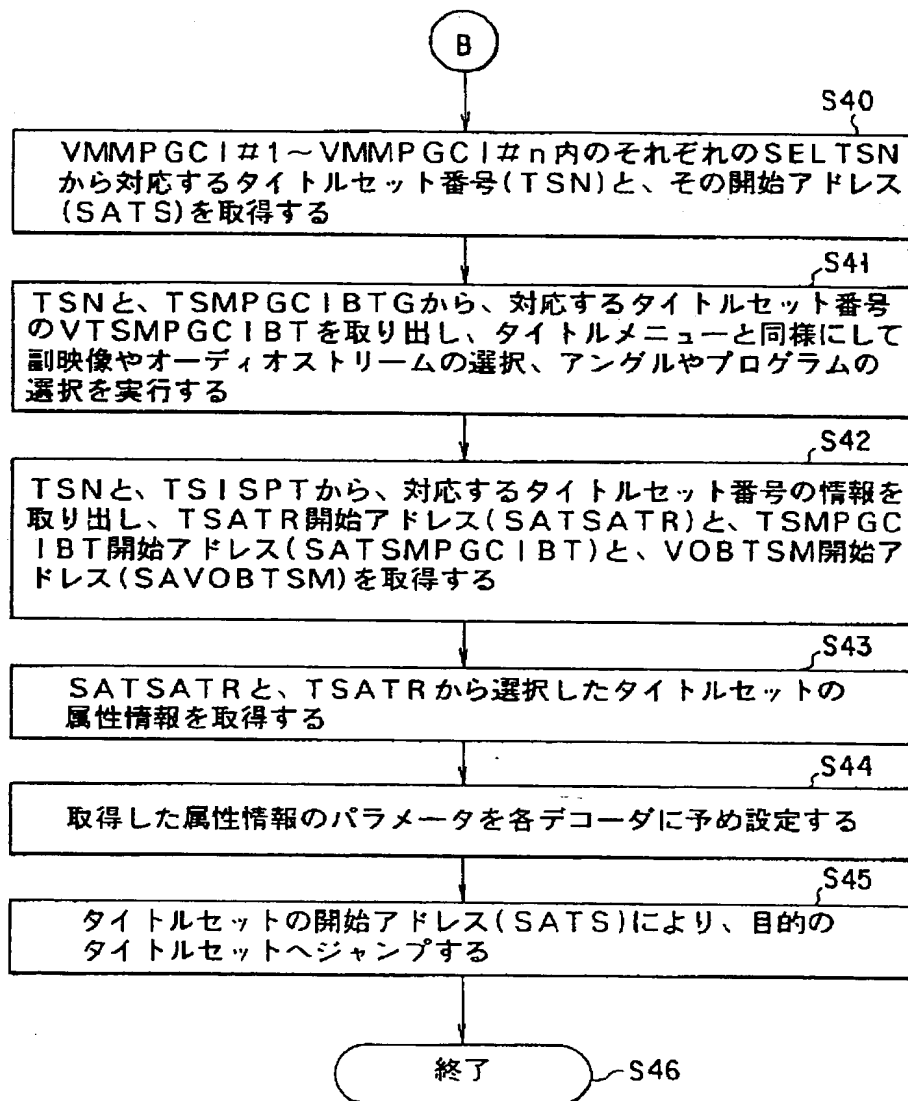 B
S40
VMMPGCI#1～VMMPGCI#n内のそれぞれのSELTSN
から対応するタイトルセット番号(TSN)と、その開始アドレス
(SATS)を取得する
S41
TSNと、TSMPGCIBTGから、対応するタイトルセット番号
のVTSMPGCIBTを取り出し、タイトルメニューと同様にして
副映像やオーディオストリームの選択、アングルやプログラムの
選択を実行する
S42
TSNと、TSISPTから、対応するタイトルセット番号の情報を
取り出し、TSATR開始アドレス(SATSATR)と、TSMPGC
IBT開始アドレス(SATSMPGCIBT)と、VOBTSM開始ア
ドレス(SAVOBTSM)を取得する
S43
SATSATRと、TSATRから選択したタイトルセットの
属性情報を取得する
S44
取得した属性情報のパラメータを各デコーダに予め設定する
S45
タイトルセットの開始アドレス(SATS)により、目的の
タイトルセットへジャンプする
終了
S46